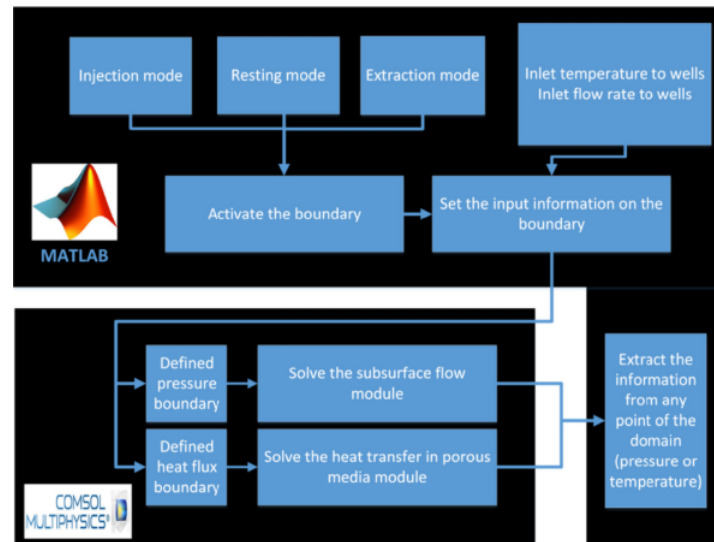 Injection mode
Resting mode
Extraction mode
Inlet temperature to wells
Inlet flow rate to wells
Activate the boundary
Set the input information on the
boundary
MATLAB
Defined
pressure
boundary
Solve the subsurface flow
module
Extract the
information
from any
point of the
domain
(pressure or
temperature)
Defined
heat flux
boundary
Solve the heat transfer in porous
media module
COMSOL
MULTIPHYSICS®